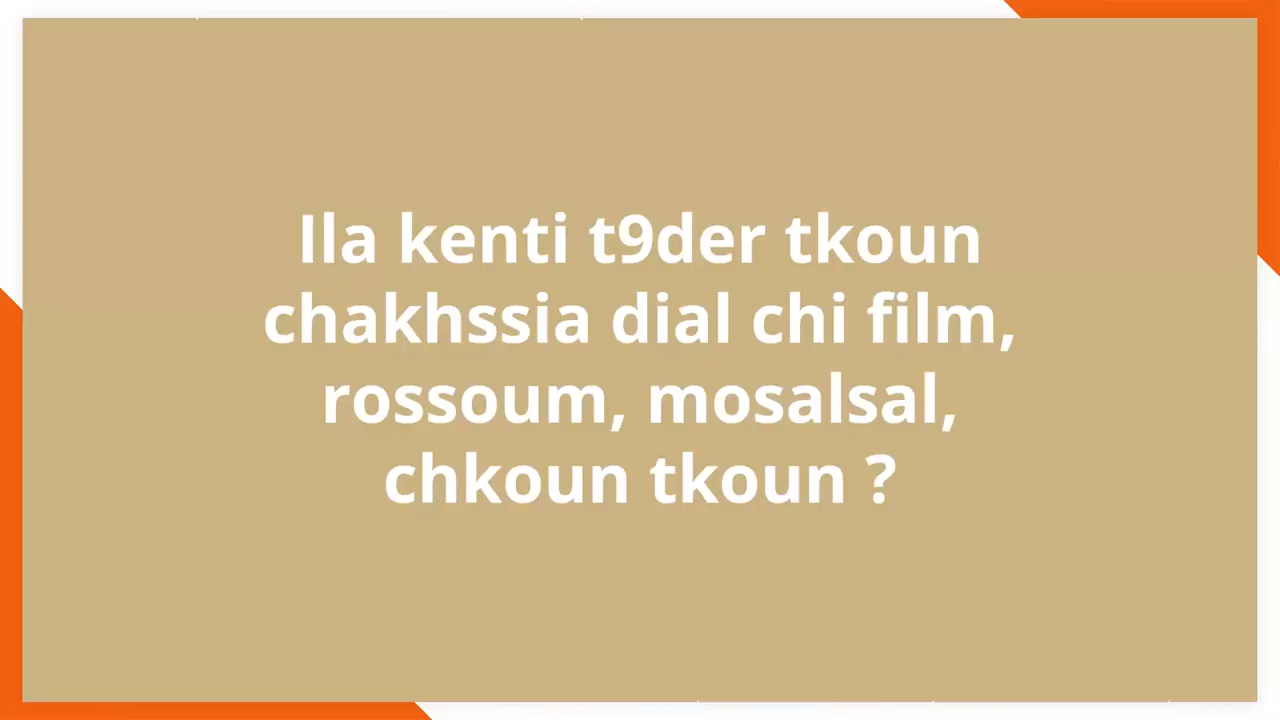 Ila kenti t9der tkoun
chakhssia dial chi film,
rossoum, mosalsal,
chkoun tkoun ?